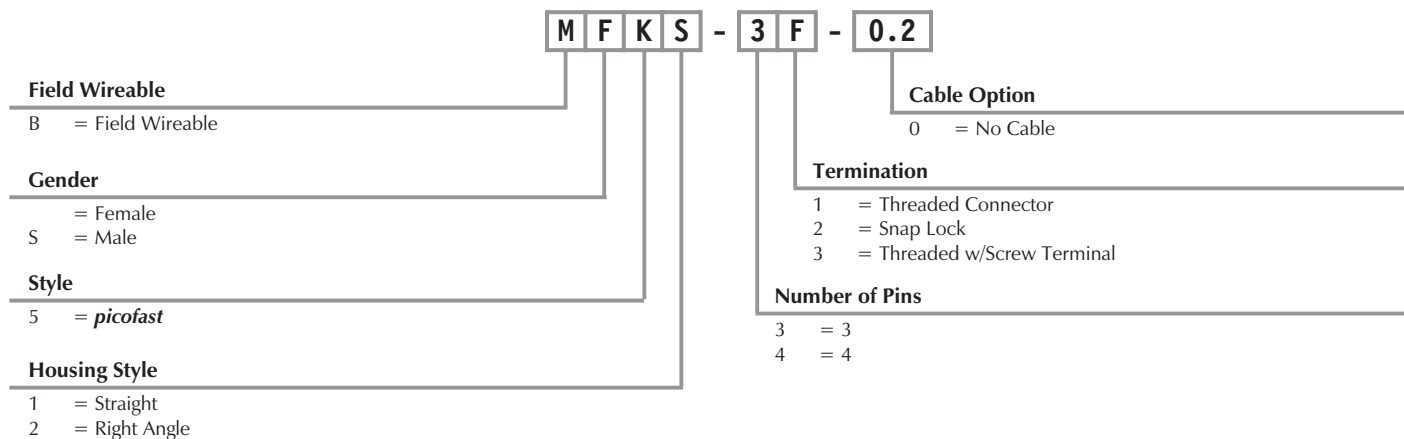 M F K S - 3 F - 0.2
Field Wireable
B = Field Wireable
Gender
= Female
S = Male
Style
5 = picofast
Housing Style
1 = Straight
2 = Right Angle
Cable Option
0 = No Cable
Termination
1 = Threaded Connector
2 = Snap Lock
3 = Threaded w/Screw Terminal
Number of Pins
3 = 3
4 = 4